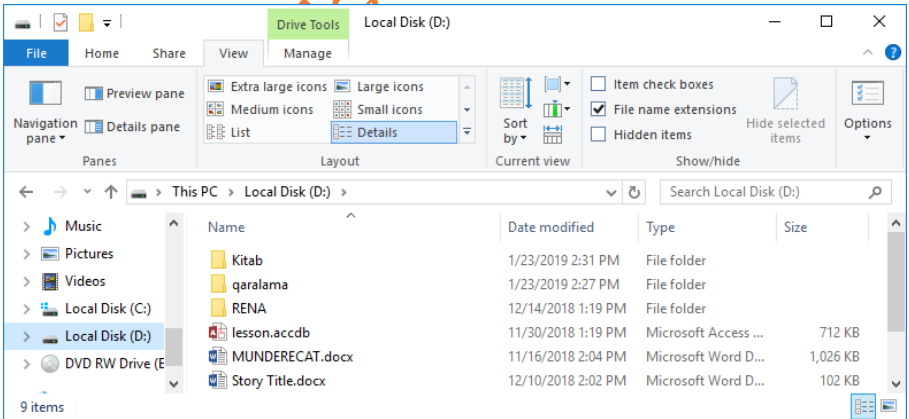 Drive Tools Local Disk (D:)
File Home Share View Manage
Navigation pane
Preview pane
Details pane
Panes
Extra large icons Large icons
Medium icons Small icons
List Details
Layout
Sort by
Current view
Item check boxes
File name extensions
Hidden items
Hide selected items
Show/hide
Options
This PC > Local Disk (D:) >
Search Local Disk (D:)
Music
Pictures
Videos
Local Disk (C:)
Local Disk (D:)
DVD RW Drive (E
Name Date modified Type Size
Kitab 1/23/2019 2:31 PM File folder
qaralama 1/23/2019 2:27 PM File folder
RENA 12/14/2018 1:19 PM File folder
lesson.accdb 11/30/2018 1:19 PM Microsoft Access ... 712 KB
MUNDERECAT.docx 11/16/2018 2:04 PM Microsoft Word D... 1,026 KB
Story Title.docx 12/10/2018 2:02 PM Microsoft Word D... 102 KB
9 items